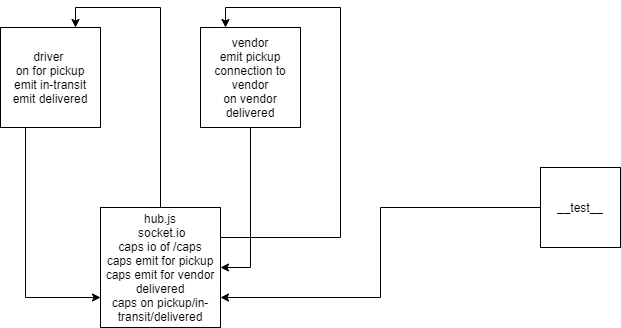 driver
on for pickup
emit in-transit
emit delivered
vendor
emit pickup
connection to
vendor
on vendor
delivered
hub.js
socket.io
caps io of /caps
caps emit for pickup
caps emit for vendor
delivered
caps on pickup/in-
transit/delivered
__test__